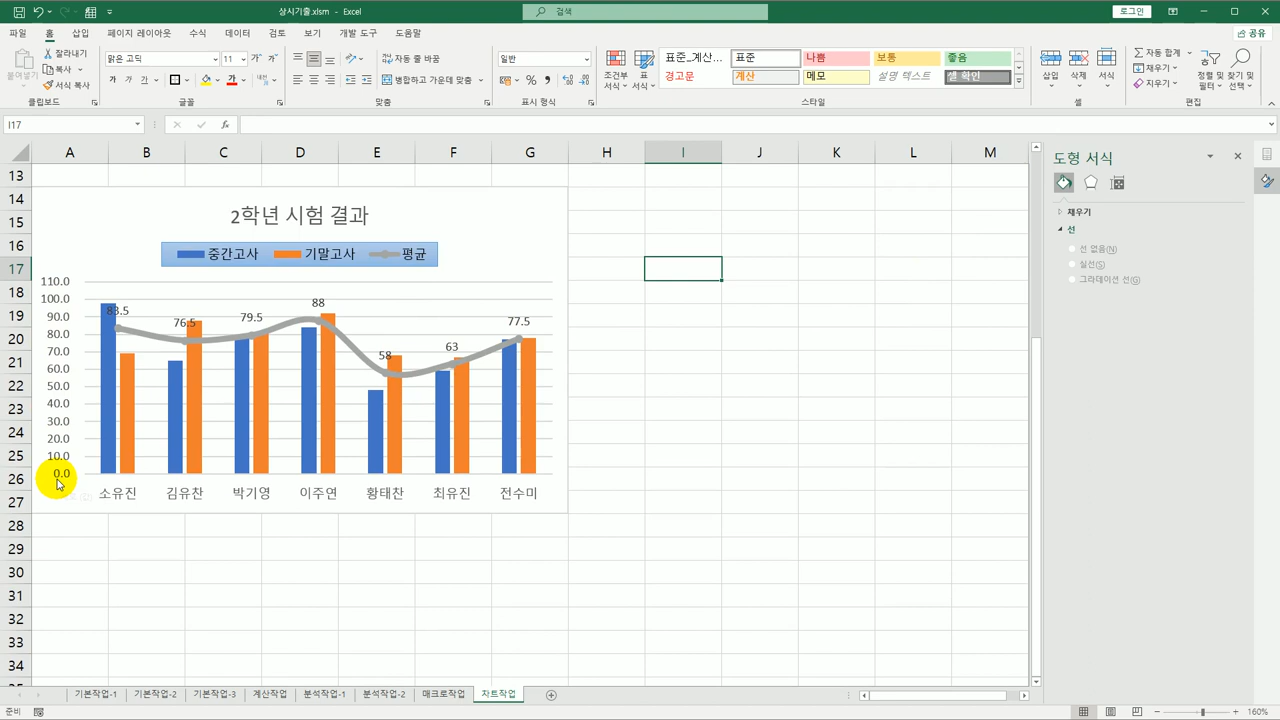 상시기출.xlsm - Excel
검색
로그인
파일 홈 삽입 페이지 레이아웃 수식 데이터 검토 보기 개발 도구 도움말
공유
붙여넣기
잘라내기
복사
서식 복사
클립보드
맑은 고딕 11
가 가 가
글꼴
자동 줄 바꿈
병합하고 가운데 맞춤
맞춤
일반
표시 형식
조건부 서식
표 서식
표준_계산... 표준 나쁨 보통 좋음
경고문 계산 메모 설명 텍스트 셀 확인
스타일
삽입 삭제 서식
셀
자동 합계
채우기
지우기
정렬 및 필터
찾기 및 선택
편집
I17
fx
A B C D E F G H I J K L M
13
14
15
16
17
18
19
20
21
22
23
24
25
26
27
28
29
30
31
32
33
34
2학년 시험 결과
중간고사 기말고사 평균
110.0
100.0
90.0
80.0
70.0
60.0
50.0
40.0
30.0
20.0
10.0
0.0
83.5 76.5 79.5 88 58 63 77.5
소유진 김유찬 박기영 이주연 황태찬 최유진 전수미
도형 서식
채우기
선
선 없음(N)
실선(S)
그라데이션 선(G)
기본작업-1 기본작업-2 기본작업-3 계산작업 분석작업-1 분석작업-2 매크로작업 차트작업
준비
160%